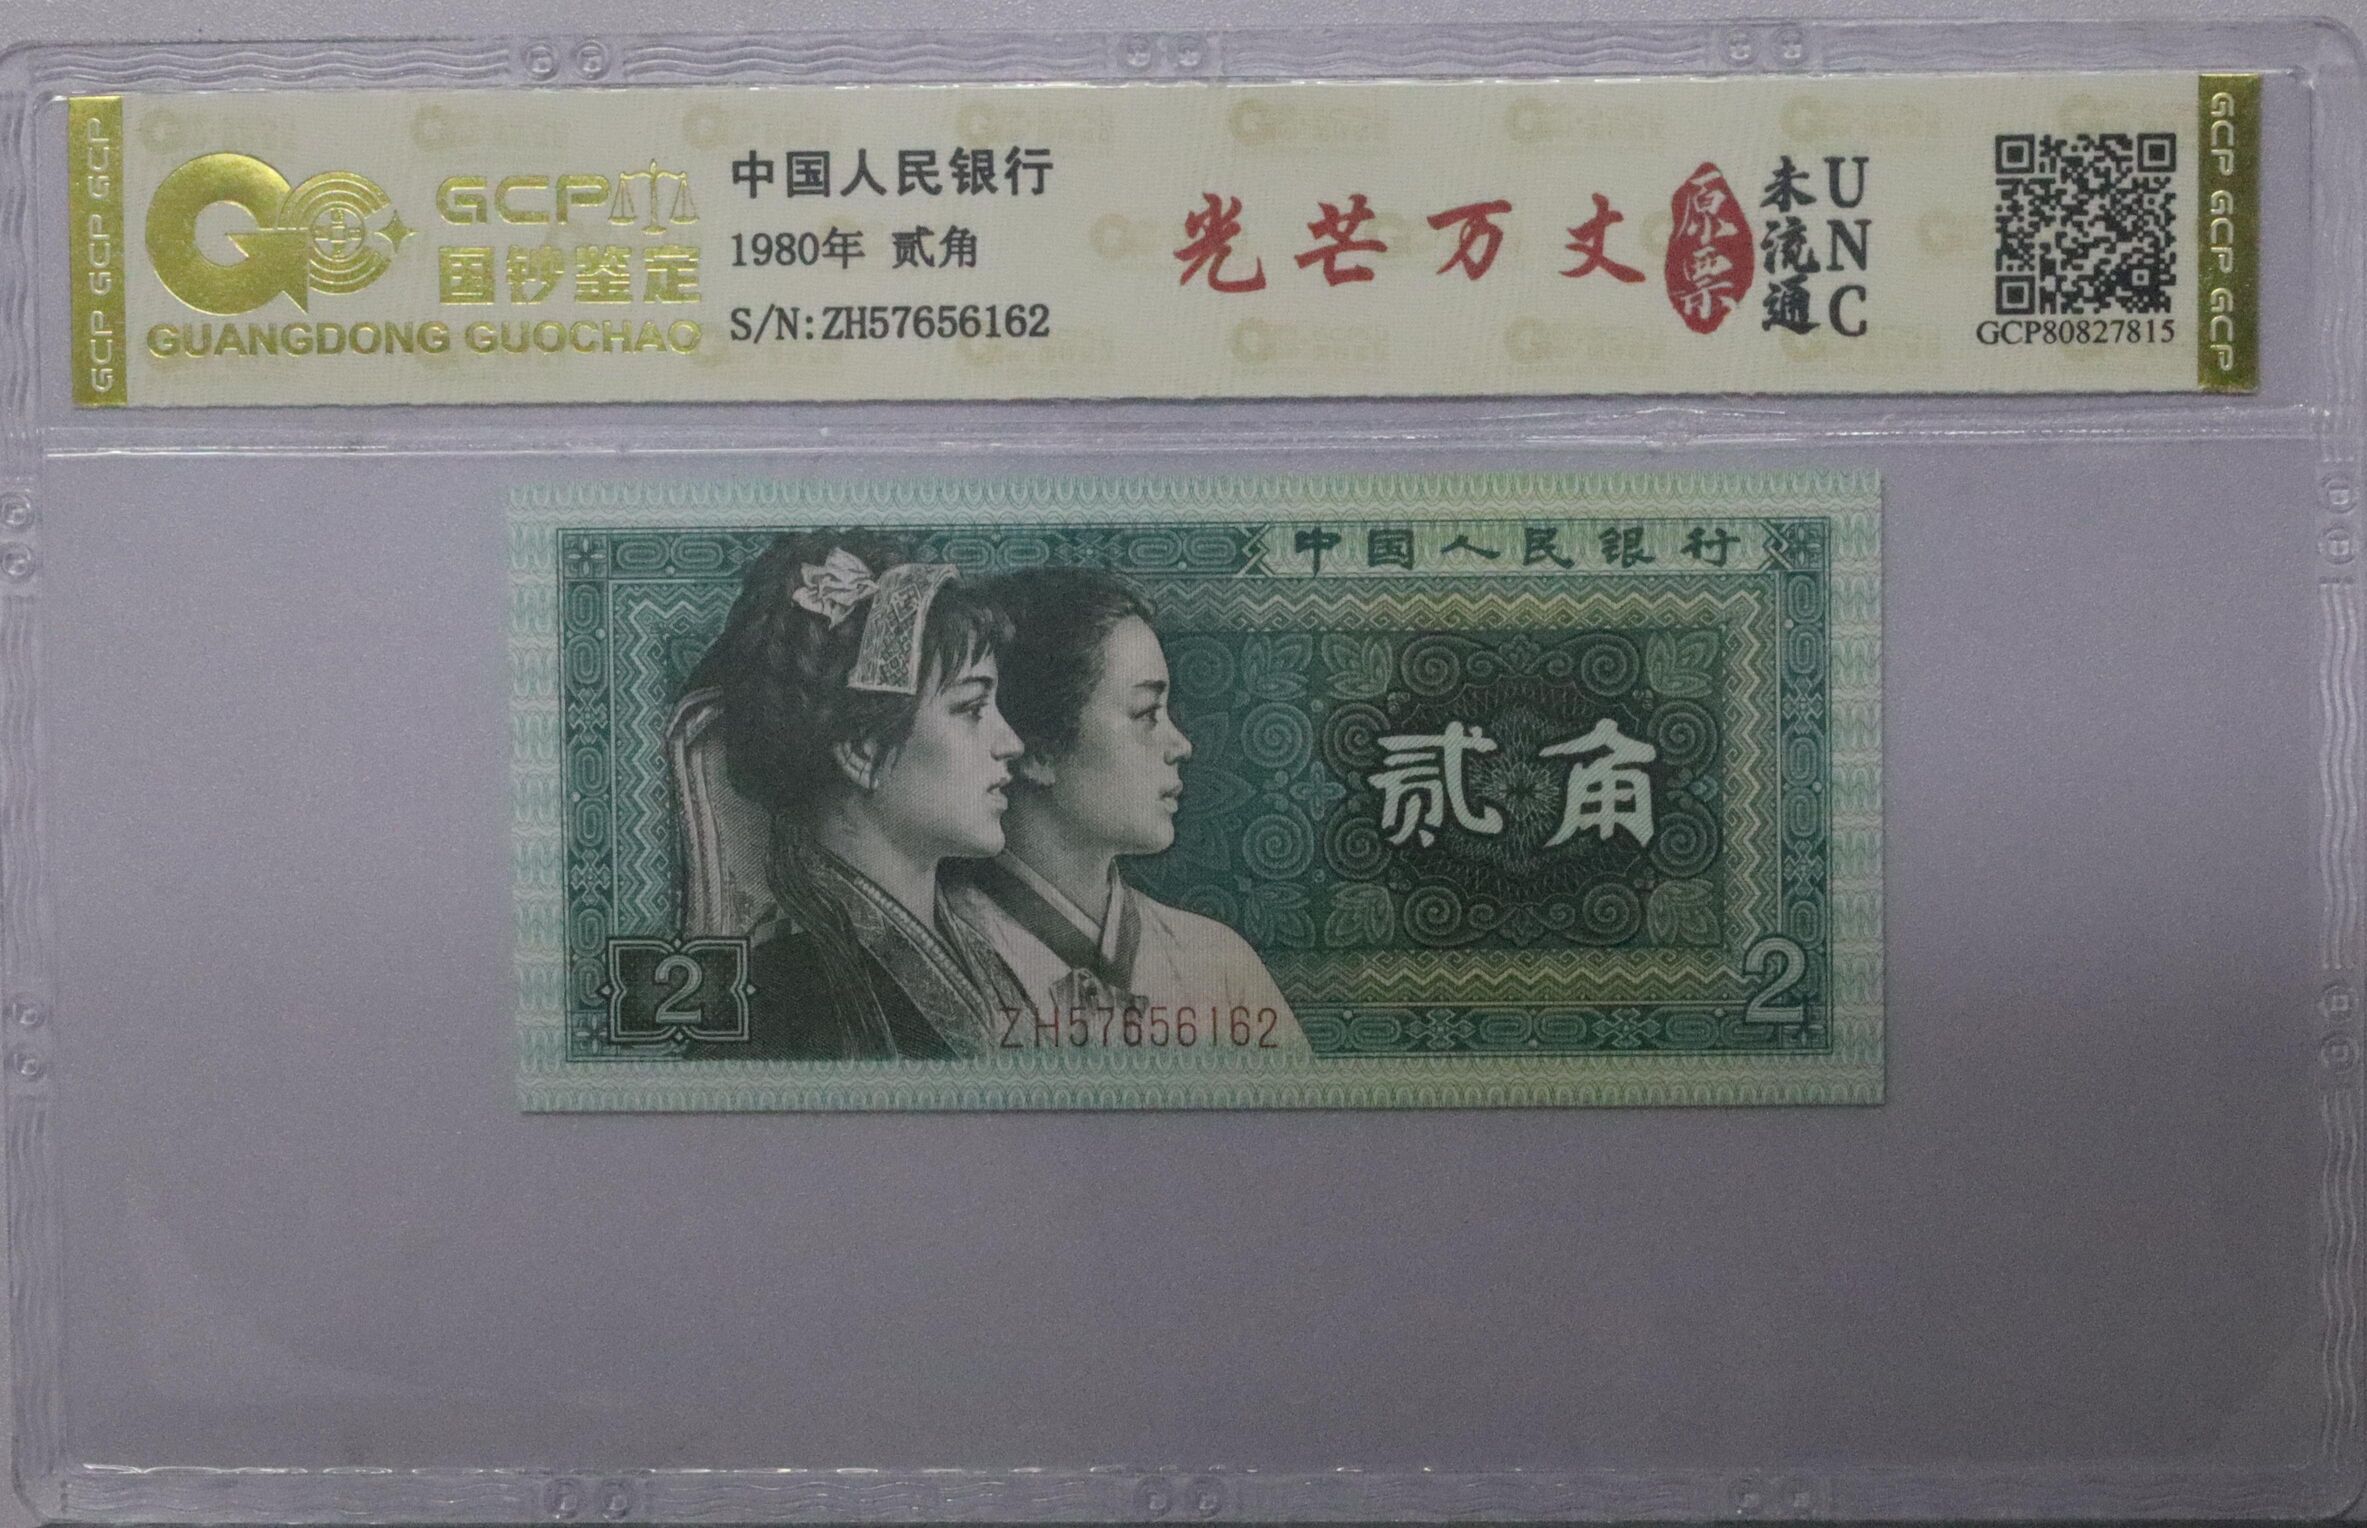 GCP GCP GCP
GCP
国钞鉴定
GUANGDONG GUOCHAO
中国人民银行
1980年 贰角
S/N:ZH57656162
光芒万丈
原票
未流通
UNC
GCP80827815
GCP GCP GCP
中国人民银行
贰角
2
2
ZH57656162